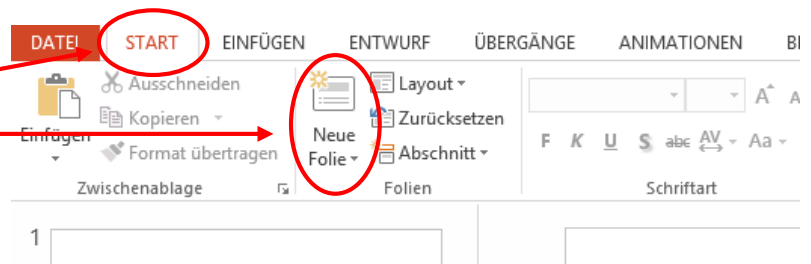 DATEI START EINFÜGEN ENTWURF ÜBERGÄNGE ANIMATIONEN
Ausschneiden
Kopieren
Einfügen
Format übertragen
Zwischenablage
Neue
Folie
Layout
Zurücksetzen
Abschnitt
Folien
A A
F K U S abc AV Aa
Schriftart
1